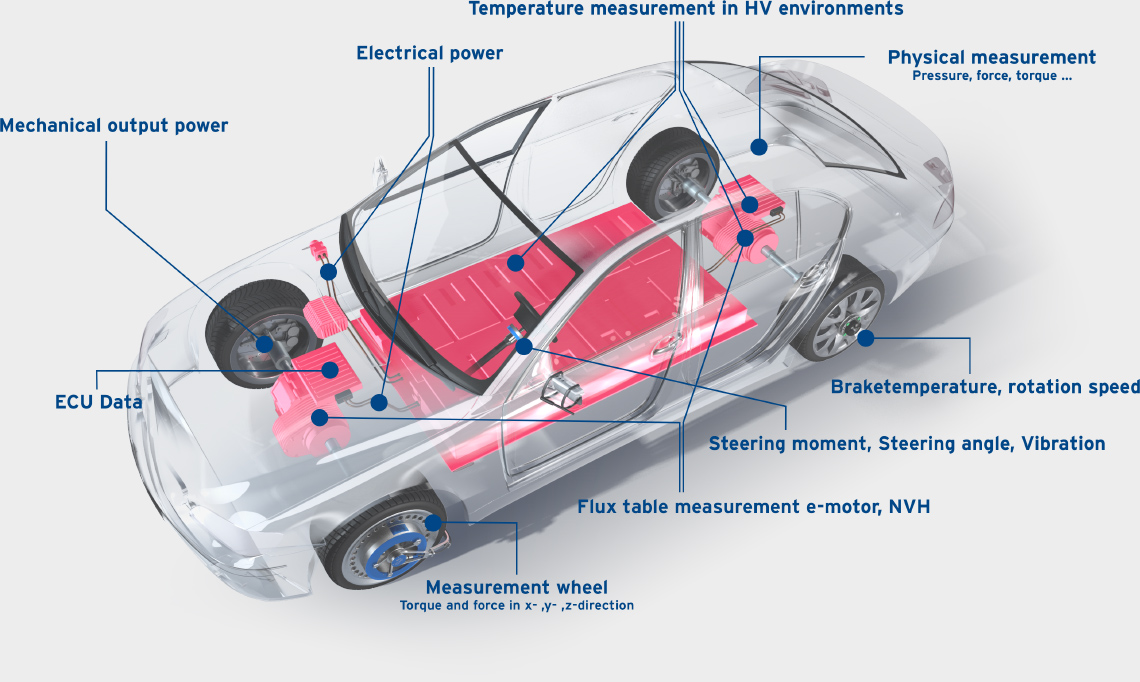 Temperature measurement in HV environments
Electrical power
Physical measurement
Pressure, force, torque ...
Mechanical output power
Braketemperature, rotation speed
ECU Data
Steering moment, Steering angle, Vibration
Flux table measurement e-motor, NVH
Measurement wheel
Torque and force in x- ,y- ,z-direction